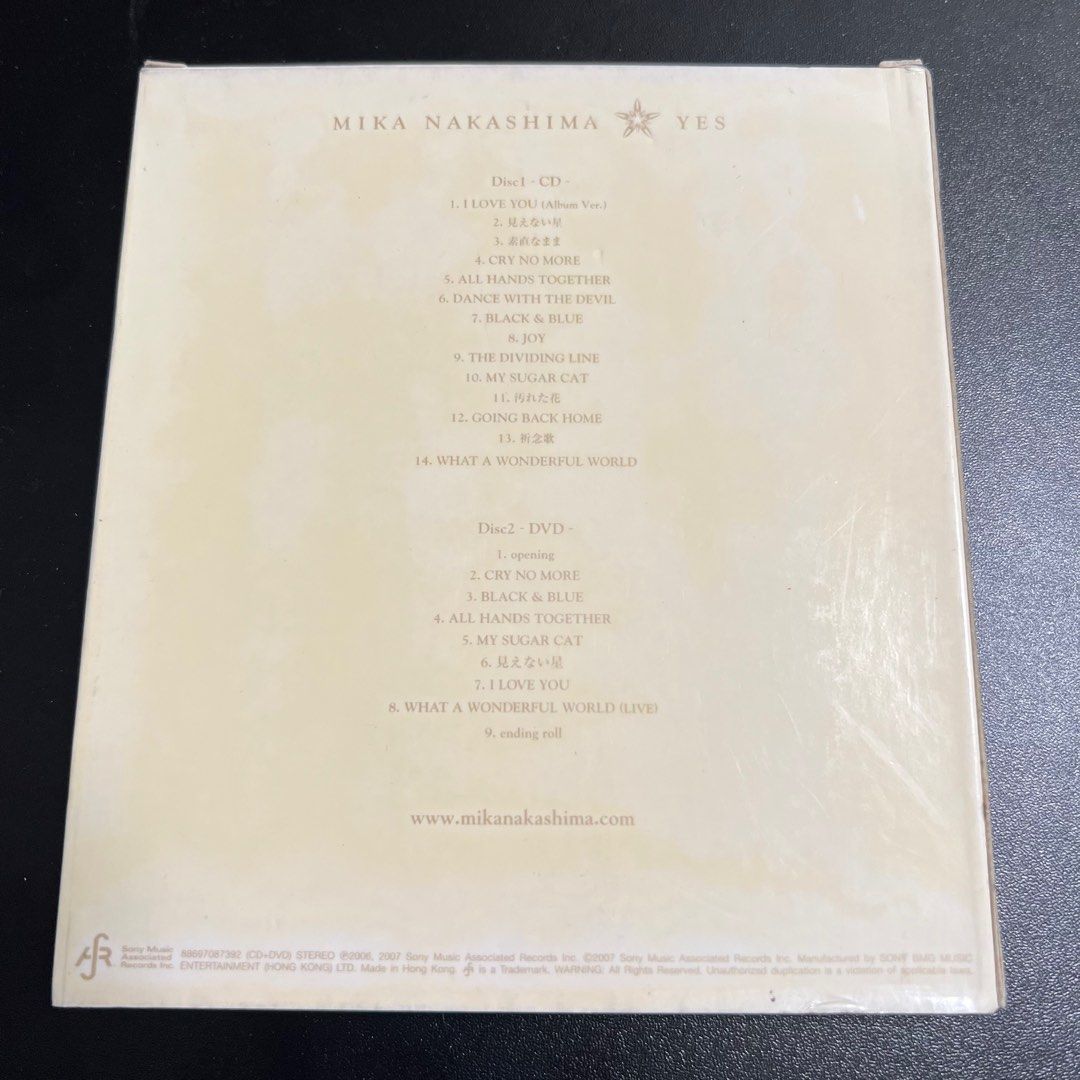 MIKA NAKASHIMA YES
Disc1 - CD -
1. I LOVE YOU (Album Ver.)
2. 見えない星
3. 素直なまま
4. CRY NO MORE
5. ALL HANDS TOGETHER
6. DANCE WITH THE DEVIL
7. BLACK & BLUE
8. JOY
9. THE DIVIDING LINE
10. MY SUGAR CAT
11. 汚れた花
12. GOING BACK HOME
13. 祈念歌
14. WHAT A WONDERFUL WORLD
Disc2 - DVD -
1. opening
2. CRY NO MORE
3. BLACK & BLUE
4. ALL HANDS TOGETHER
5. MY SUGAR CAT
6. 見えない星
7. I LOVE YOU
8. WHAT A WONDERFUL WORLD (LIVE)
9. ending roll
www.mikanakashima.com
Sony Music
Associated
Records Inc.
88697087392 (CD+DVD) STEREO ℗2006, 2007 Sony Music Associated Records Inc. ©2007 Sony Music Associated Records Inc. Manufactured by SONY BMG MUSIC
ENTERTAINMENT (HONG KONG) LTD. Made in Hong Kong. is a Trademark. WARNING: All Rights Reserved. Unauthorized duplication is a violation of applicable laws.